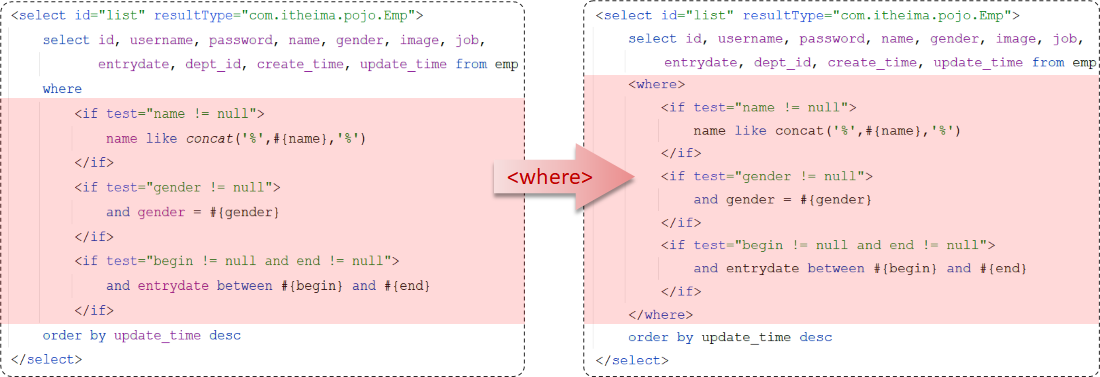 <select id="list" resultType="com.itheima.pojo.Emp">
select id, username, password, name, gender, image, job,
entrydate, dept_id, create_time, update_time from emp
where
<if test="name != null">
name like concat('%',#{name},'%')
</if>
<if test="gender != null">
and gender = #{gender}
</if>
<if test="begin != null and end != null">
and entrydate between #{begin} and #{end}
</if>
order by update_time desc
</select>
<where>
<select id="list" resultType="com.itheima.pojo.Emp">
select id, username, password, name, gender, image, job,
entrydate, dept_id, create_time, update_time from emp
<where>
<if test="name != null">
name like concat('%',#{name},'%')
</if>
<if test="gender != null">
and gender = #{gender}
</if>
<if test="begin != null and end != null">
and entrydate between #{begin} and #{end}
</if>
</where>
order by update_time desc
</select>